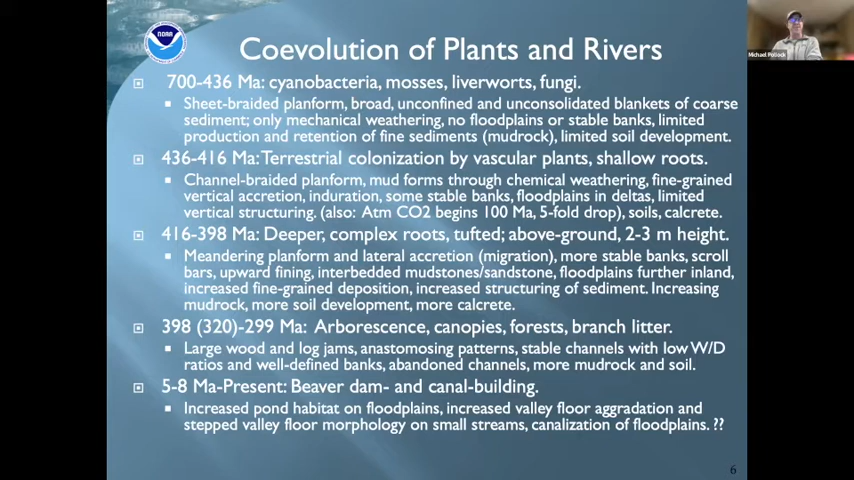 NOAA
Coevolution of Plants and Rivers
Michael Pollock
700-436 Ma: cyanobacteria, mosses, liverworts, fungi.
Sheet-braided planform, broad, unconfined and unconsolidated blankets of coarse
sediment; only mechanical weathering, no floodplains or stable banks, limited
production and retention of fine sediments (mudrock), limited soil development.
436-416 Ma: Terrestrial colonization by vascular plants, shallow roots.
Channel-braided planform, mud forms through chemical weathering, fine-grained
vertical accretion, induration, some stable banks, floodplains in deltas, limited
vertical structuring. (also: Atm CO2 begins 100 Ma, 5-fold drop), soils, calcrete.
416-398 Ma: Deeper, complex roots, tufted; above-ground, 2-3 m height.
Meandering planform and lateral accretion (migration), more stable banks, scroll
bars, upward fining, interbedded mudstones/sandstone, floodplains further inland,
increased fine-grained deposition, increased structuring of sediment. Increasing
mudrock, more soil development, more calcrete.
398 (320)-299 Ma: Arborescence, canopies, forests, branch litter.
Large wood and log jams, anastomosing patterns, stable channels with low W/D
ratios and well-defined banks, abandoned channels, more mudrock and soil.
5-8 Ma-Present: Beaver dam- and canal-building.
Increased pond habitat on floodplains, increased valley floor aggradation and
stepped valley floor morphology on small streams, canalization of floodplains. ??
6